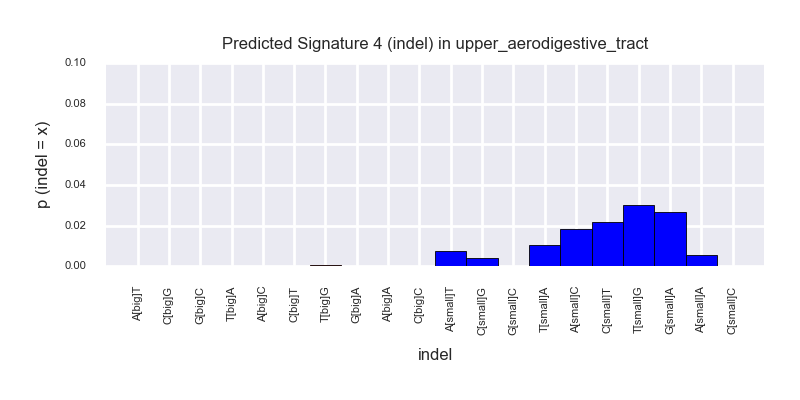 Predicted Signature 4 (indel) in upper_aerodigestive_tract
p (indel = x)
0.10
0.08
0.06
0.04
0.02
0.00
A[big]T
C[big]G
G[big]C
T[big]A
A[big]C
C[big]T
T[big]G
G[big]A
A[big]A
C[big]C
A[small]T
C[small]G
G[small]C
T[small]A
A[small]C
C[small]T
T[small]G
G[small]A
A[small]A
C[small]C
indel